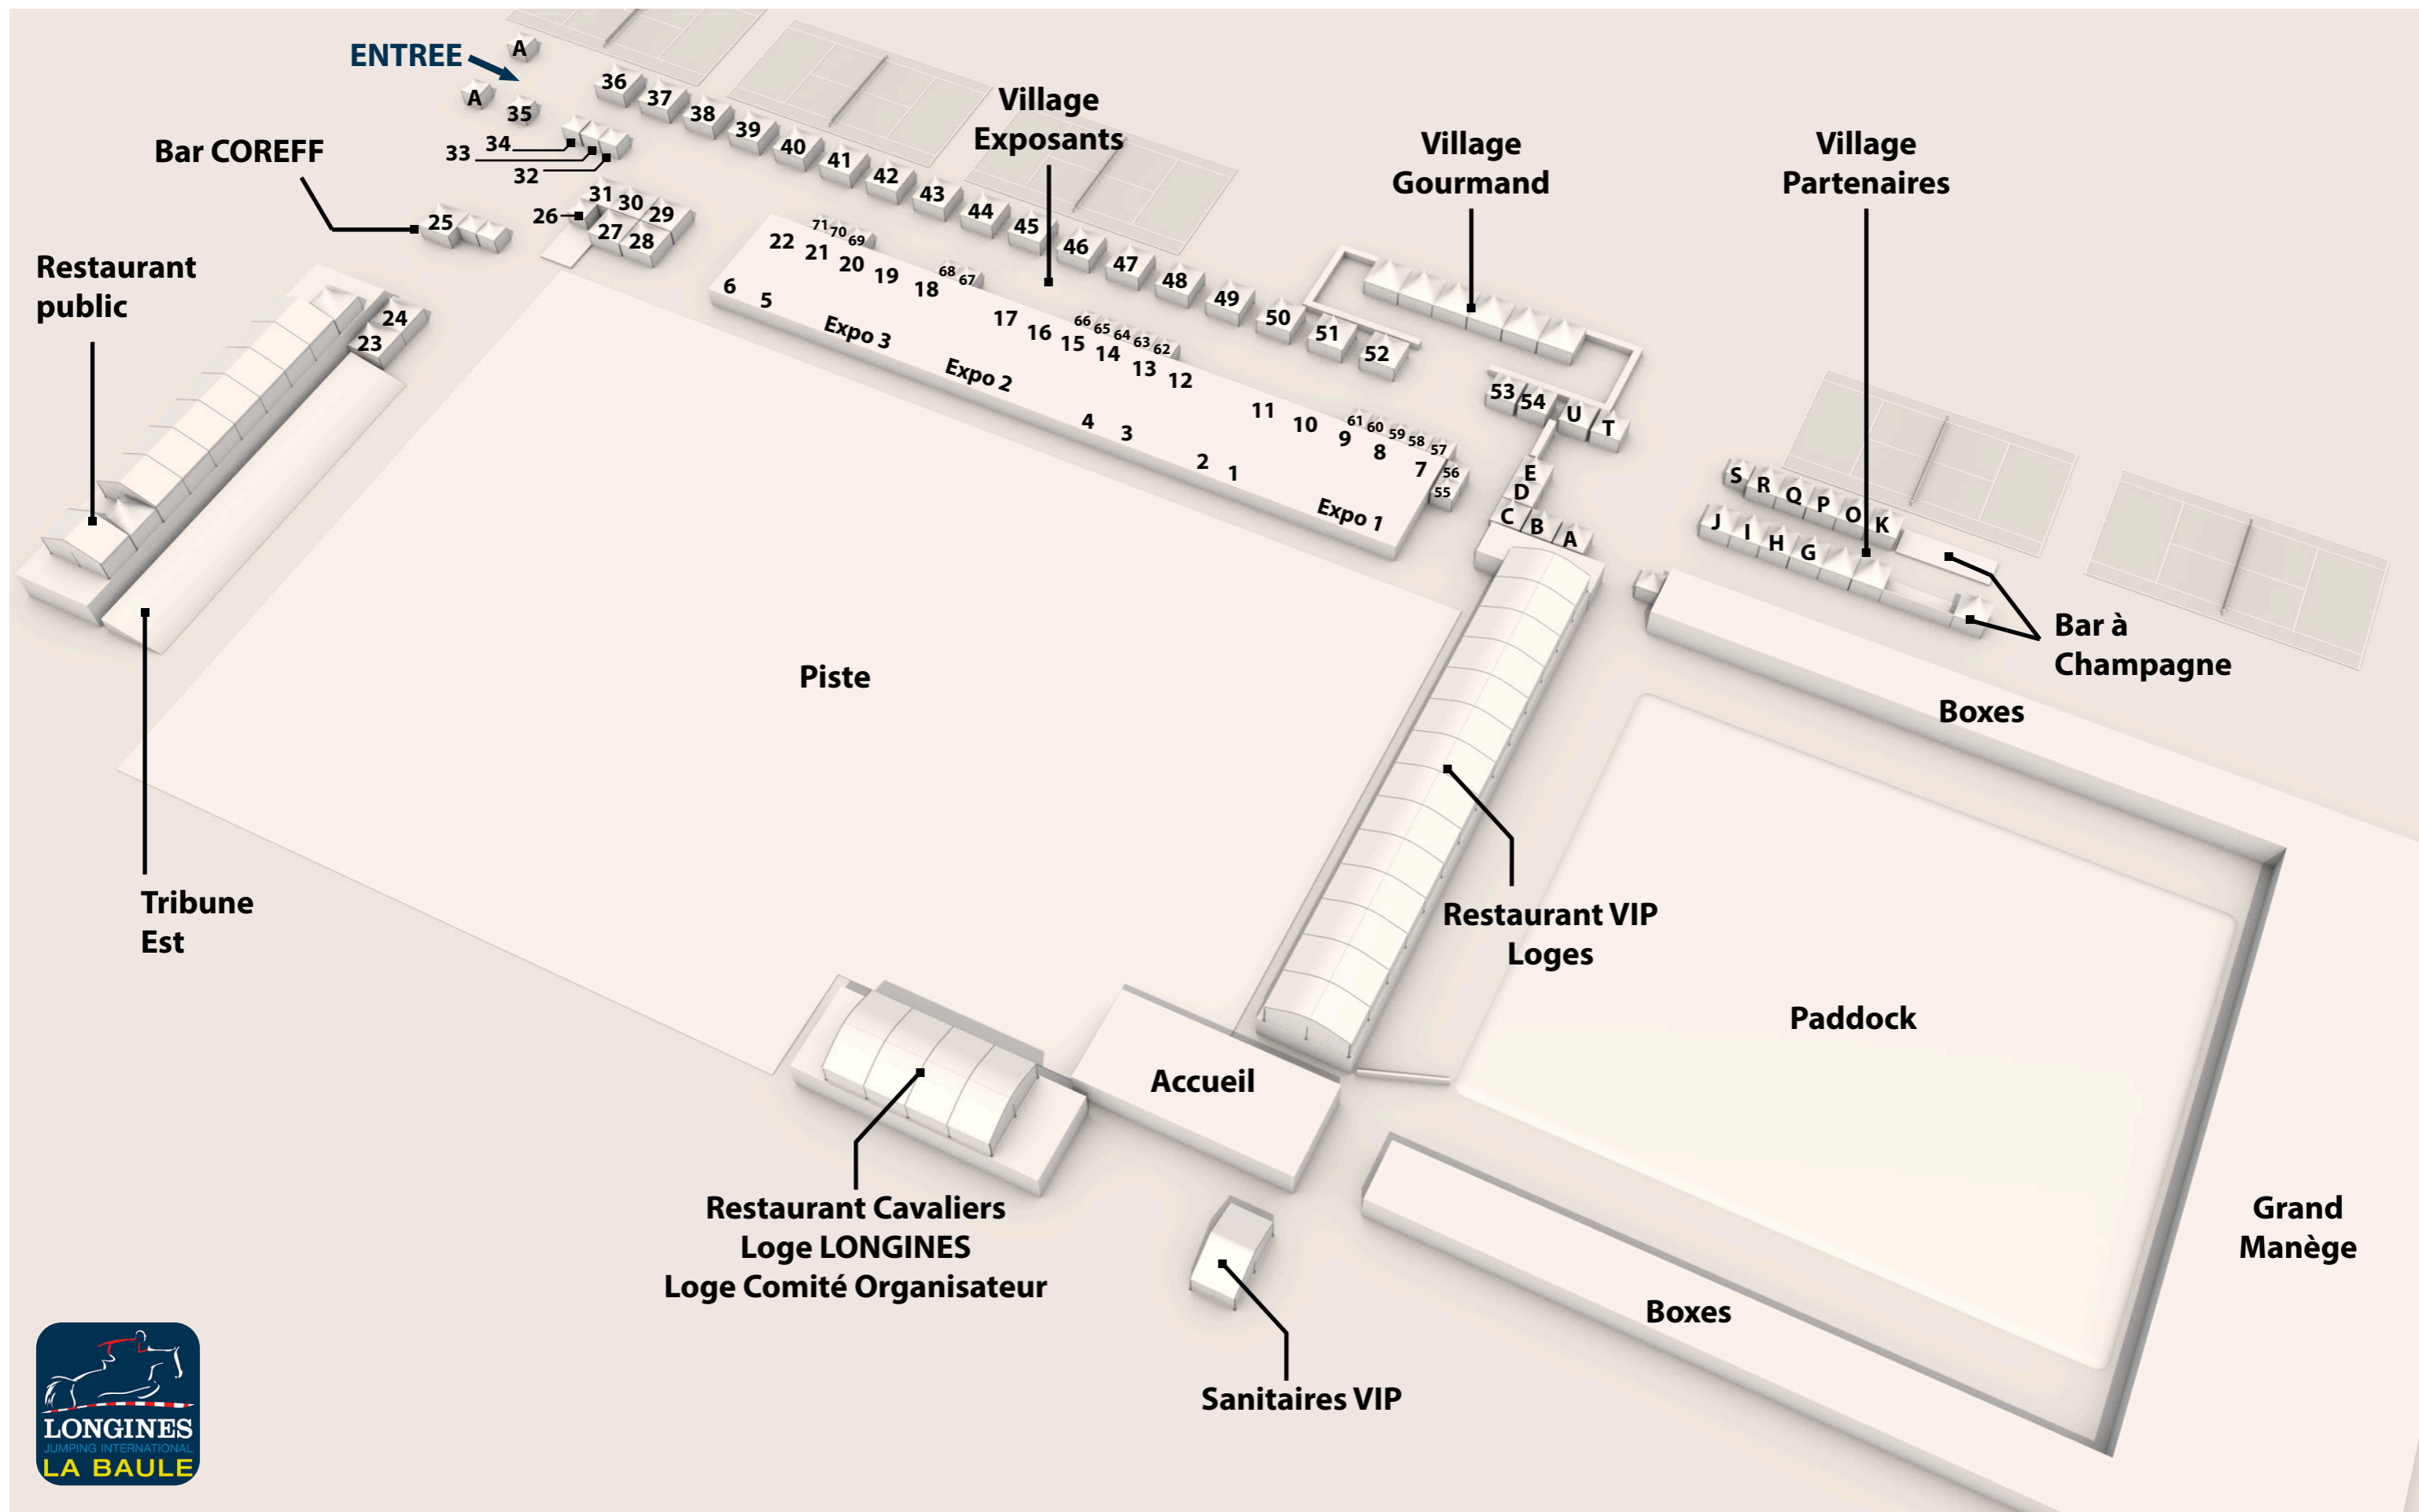 ENTREE
A
A
35
36
37
38
39
40
41
42
43
44
45
46
47
48
49
50
51
52
34
33
32
Bar COREFF
25
31
30
29
26
27
28
Village
Exposants
Village
Gourmand
Village
Partenaires
Restaurant
public
24
23
71
70
69
68
67
66
65
64
63
62
61
60
59
58
57
56
55
22
21
20
19
18
17
16
15
14
13
12
11
10
9
8
7
6
5
4
3
2
1
Expo 3
Expo 2
Expo 1
53
54
U
T
E
D
C
B
A
S
R
Q
P
O
K
J
I
H
G
Bar à
Champagne
Boxes
Piste
Tribune
Est
Restaurant VIP
Loges
Paddock
Accueil
Restaurant Cavaliers
Loge LONGINES
Loge Comité Organisateur
Grand
Manège
Boxes
Sanitaires VIP
LONGINES
JUMPING INTERNATIONAL
LA BAULE